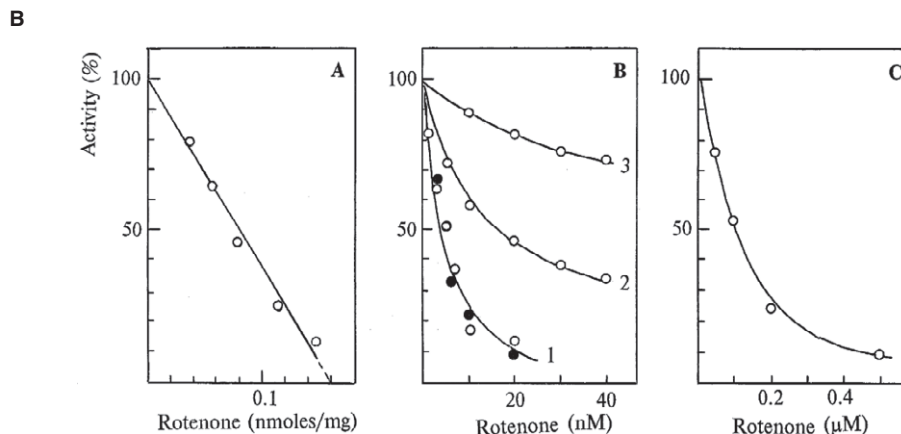 B
Activity (%)
100
50
A
0.1
Rotenone (nmoles/mg)
100
50
B
3
2
1
20
40
Rotenone (nM)
100
50
C
0.2
0.4
Rotenone (µM)